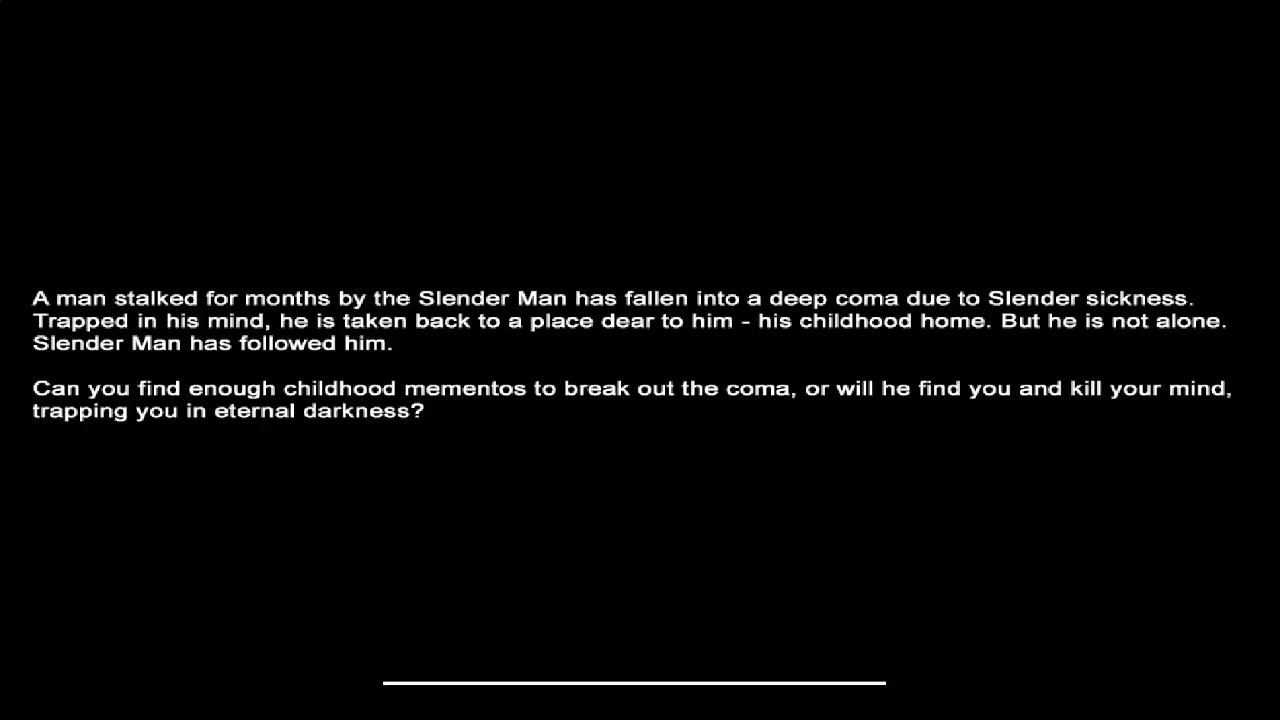 A man stalked for months by the Slender Man has fallen into a deep coma due to Slender sickness.
Trapped in his mind, he is taken back to a place dear to him - his childhood home. But he is not alone.
Slender Man has followed him.
Can you find enough childhood mementos to break out the coma, or will he find you and kill your mind,
trapping you in eternal darkness?